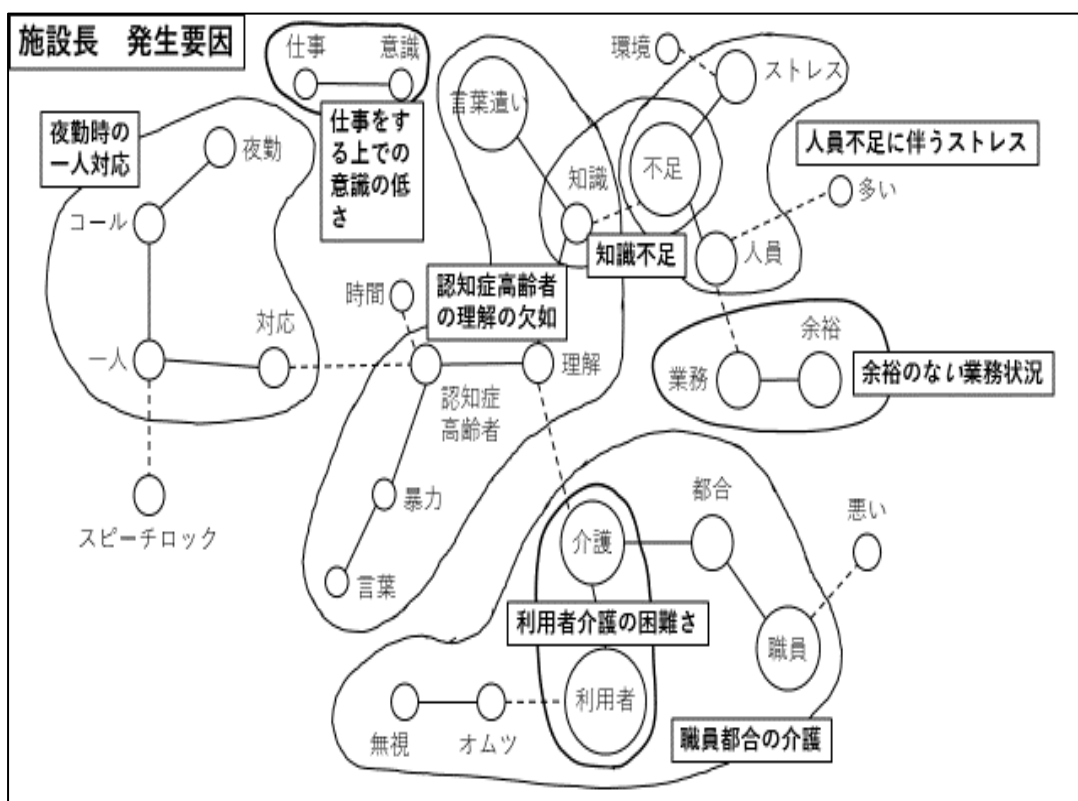 施設長　発生要因
仕事
意識
仕事をす
る上での
意識の低
さ
夜勤時の
一人対応
夜勤
コール
一人
対応
スピーチロック
言葉遣い
知識
不足
知識不足
環境
ストレス
人員不足に伴うストレス
多い
人員
時間
認知症高齢者
の理解の欠如
理解
認知症
高齢者
暴力
言葉
余裕
業務
余裕のない業務状況
介護
都合
悪い
職員
利用者介護の困難さ
利用者
無視
オムツ
職員都合の介護